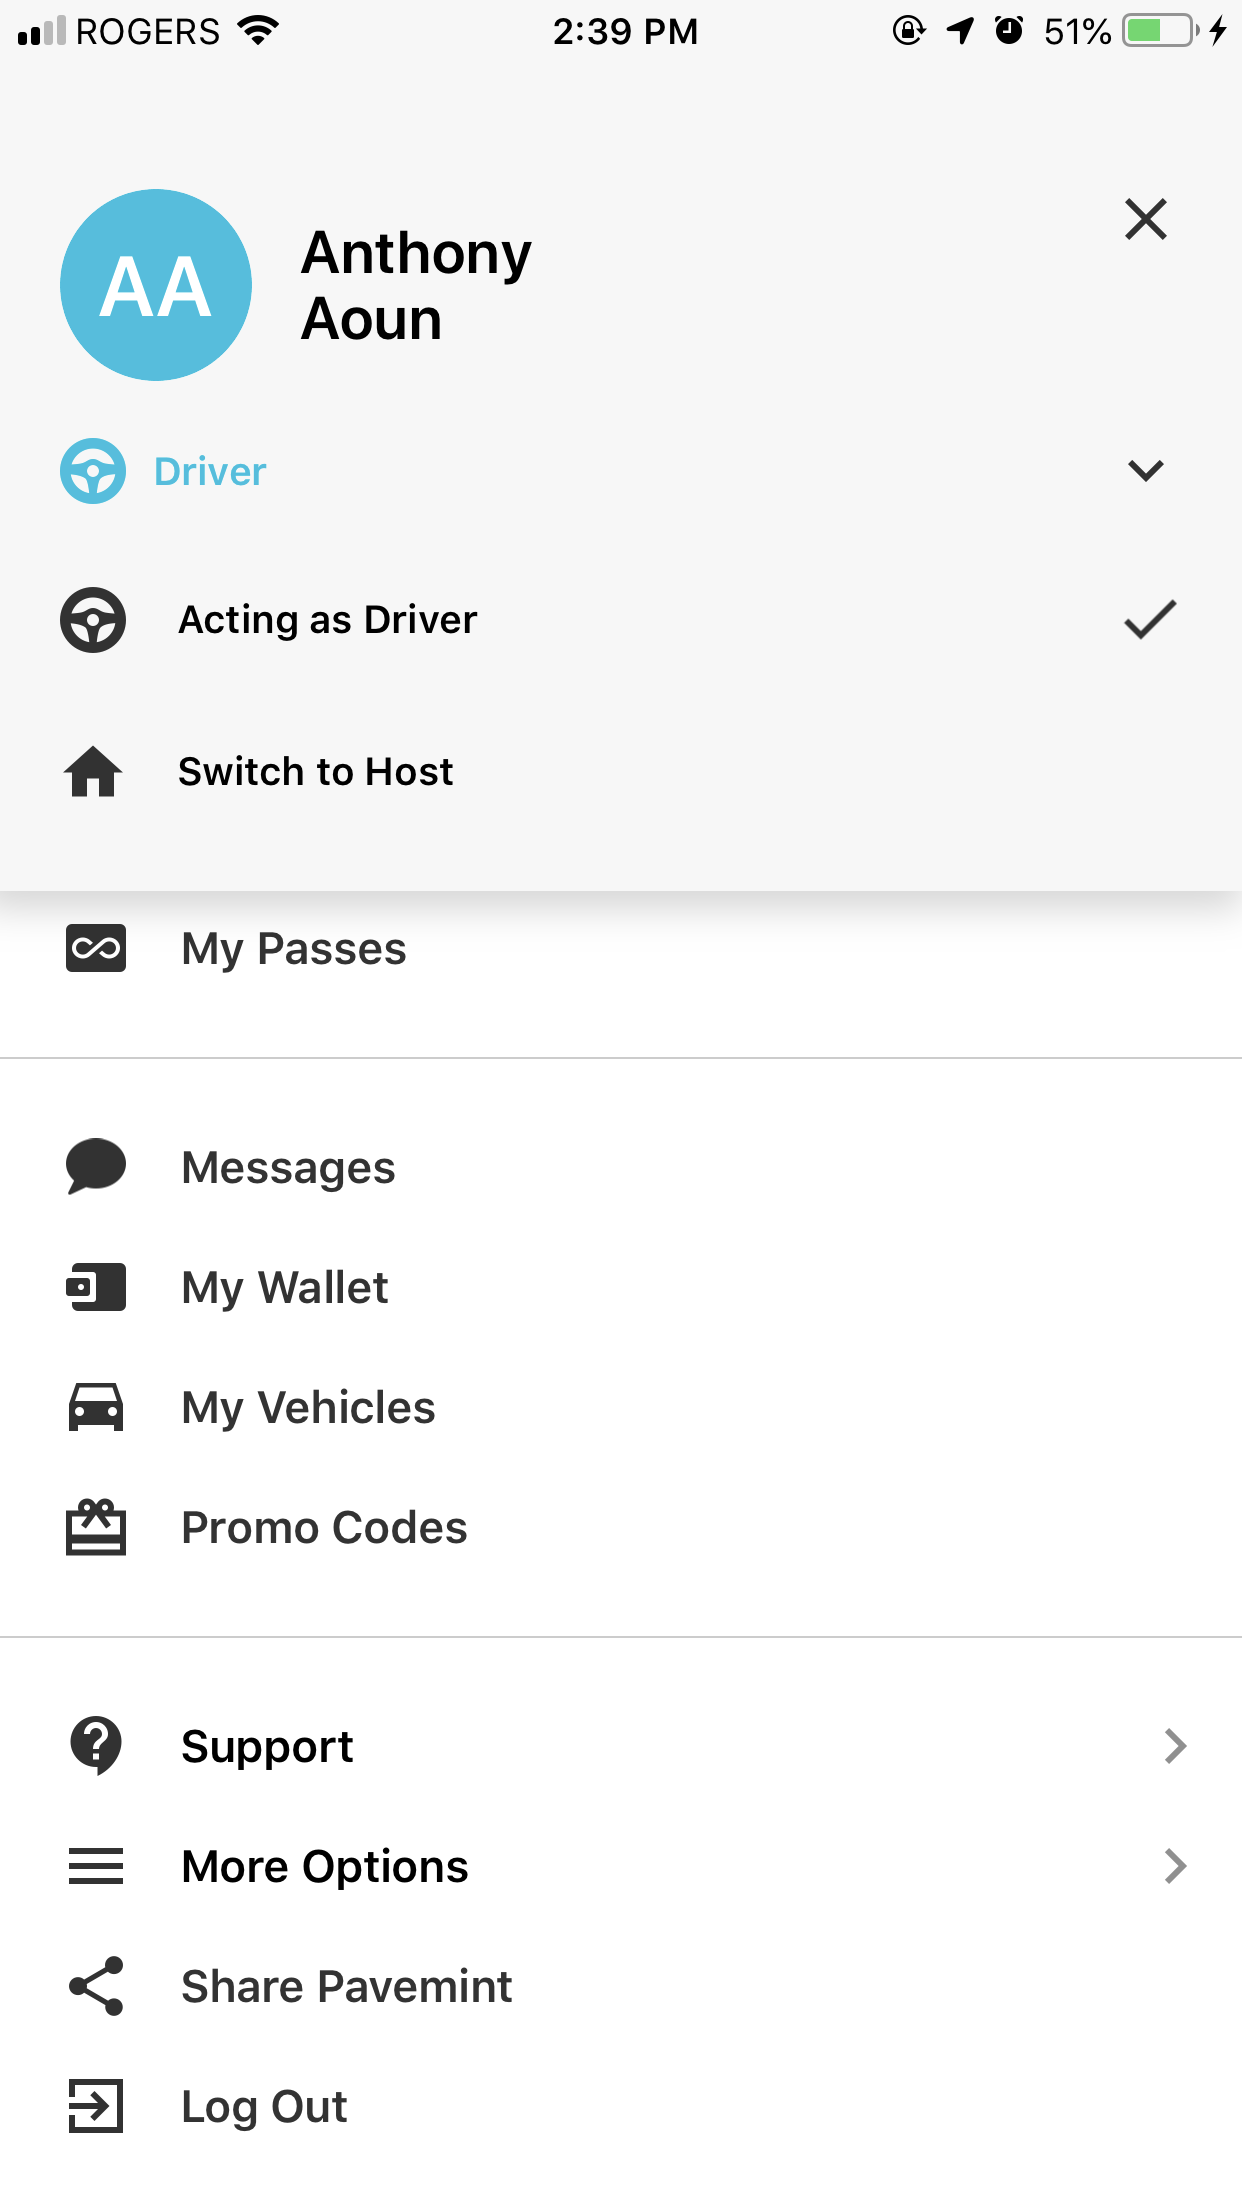 ROGERS 2:39 PM 51%
AA
Anthony
Aoun
Driver
Acting as Driver
Switch to Host
My Passes
Messages
My Wallet
My Vehicles
Promo Codes
Support
More Options
Share Pavemint
Log Out